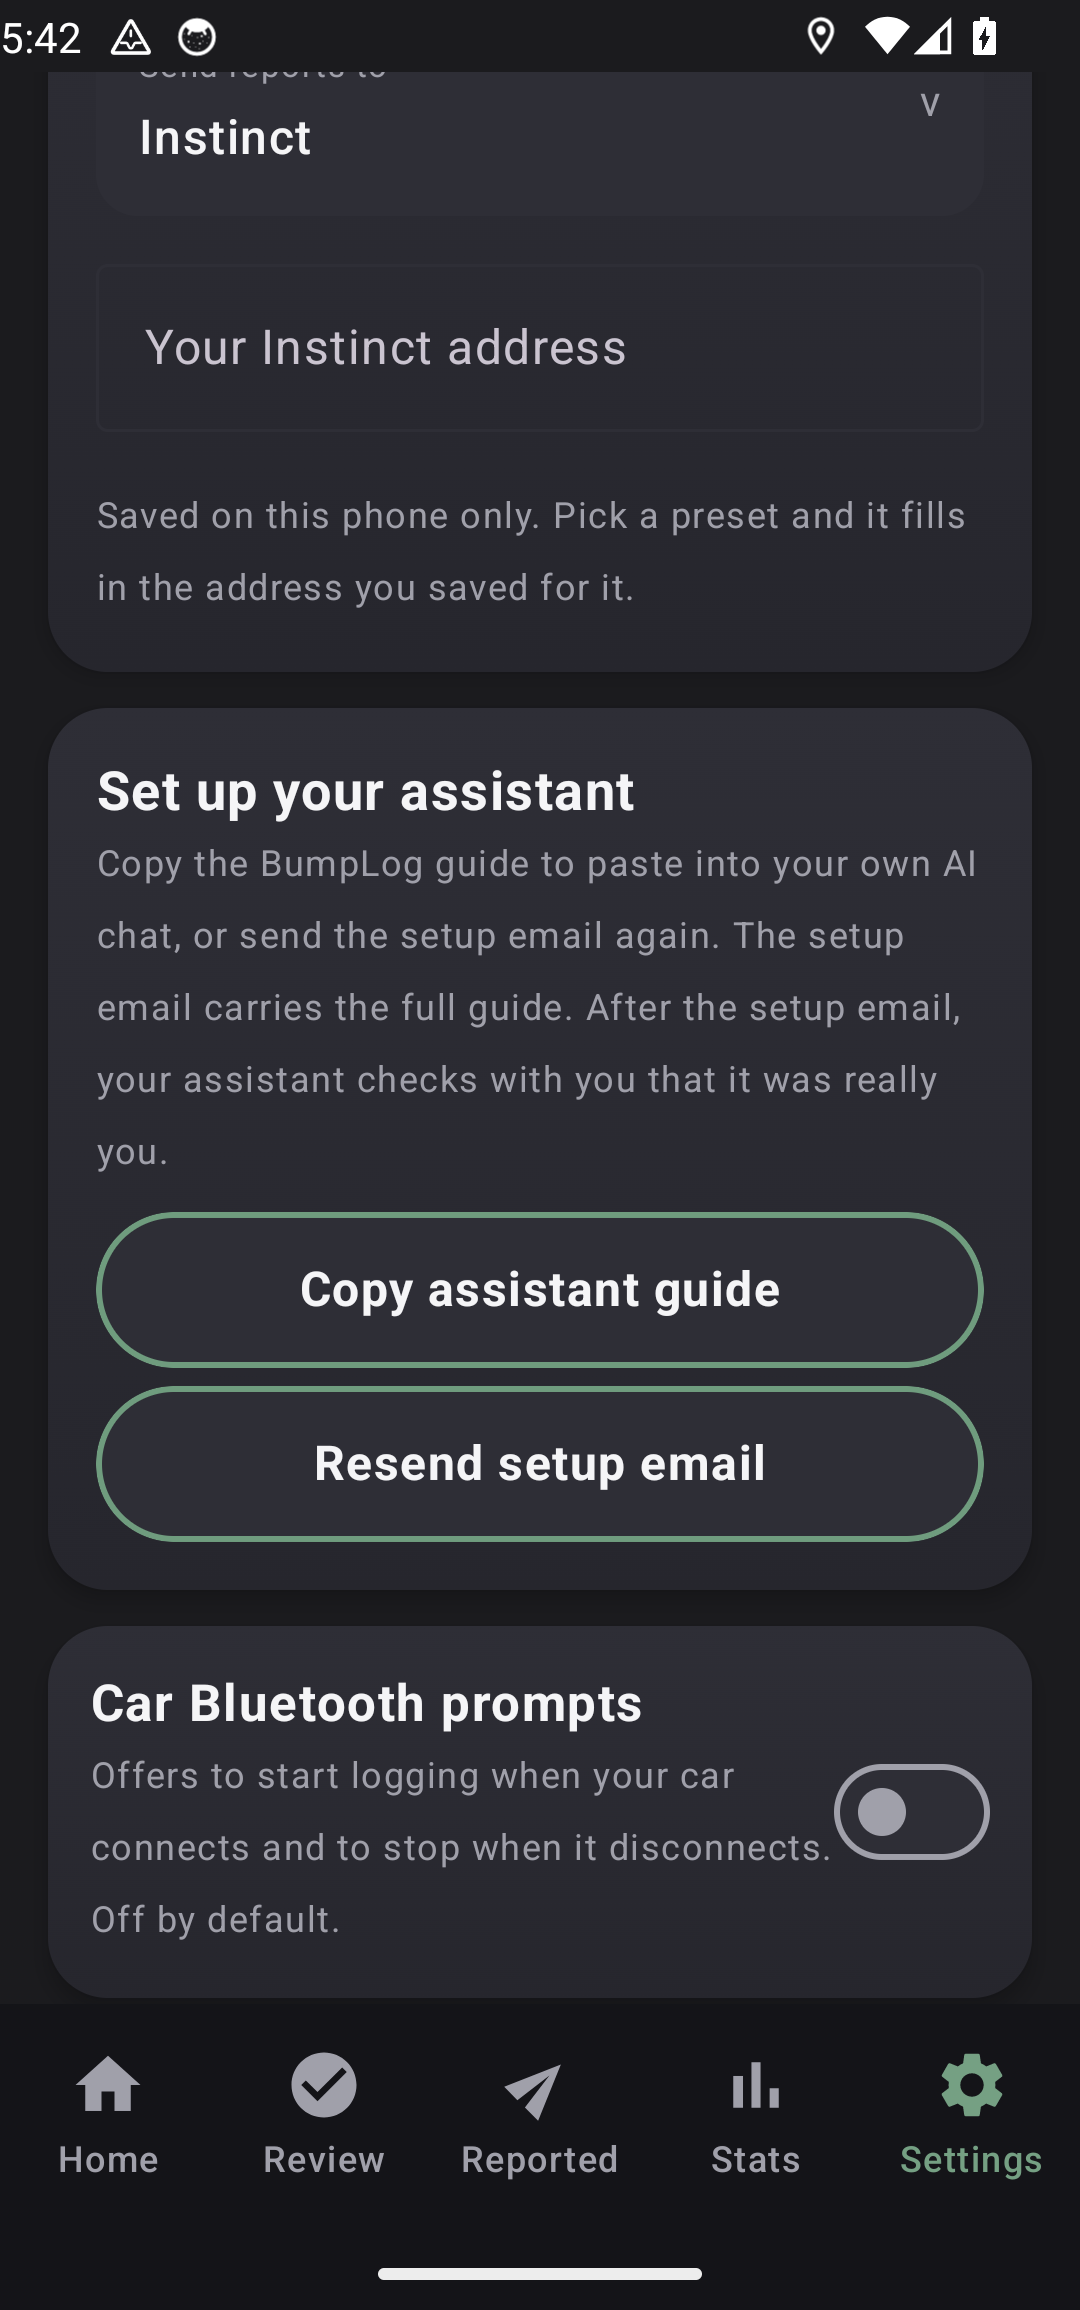 5:42
Send reports to
Instinct
v
Your Instinct address
Saved on this phone only. Pick a preset and it fills
in the address you saved for it.
Set up your assistant
Copy the BumpLog guide to paste into your own AI
chat, or send the setup email again. The setup
email carries the full guide. After the setup email,
your assistant checks with you that it was really
you.
Copy assistant guide
Resend setup email
Car Bluetooth prompts
Offers to start logging when your car
connects and to stop when it disconnects.
Off by default.
Home
Review
Reported
Stats
Settings